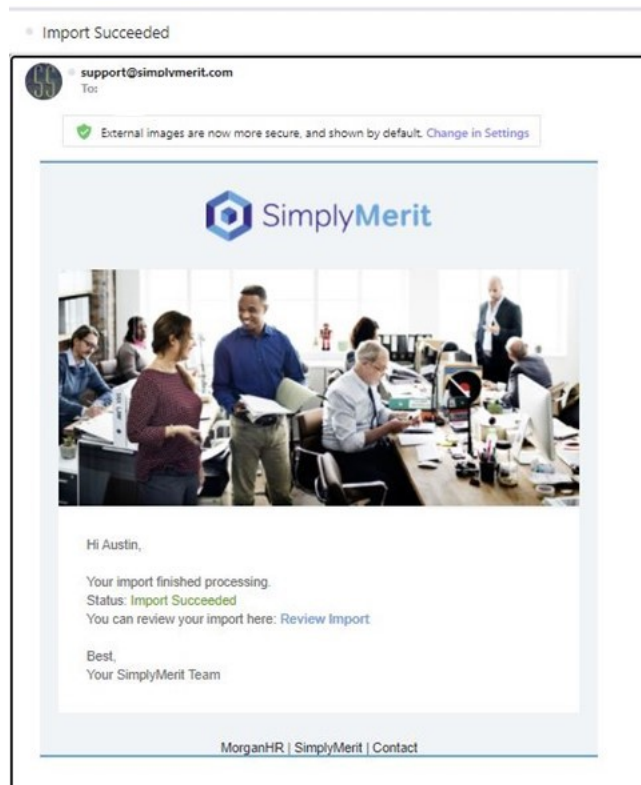 Import Succeeded
support@simplymerit.com
To:
External images are now more secure, and shown by default. Change in Settings
SimplyMerit
Hi Austin,
Your import finished processing.
Status: Import Succeeded
You can review your import here: Review Import
Best,
Your SimplyMerit Team
MorganHR | SimplyMerit | Contact